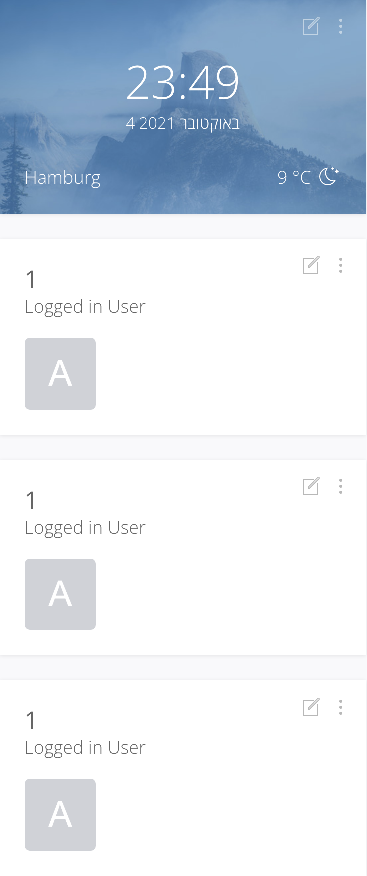 23:49
4 באוקטובר 2021
Hamburg
9 °C
1
Logged in User
A
1
Logged in User
A
1
Logged in User
A